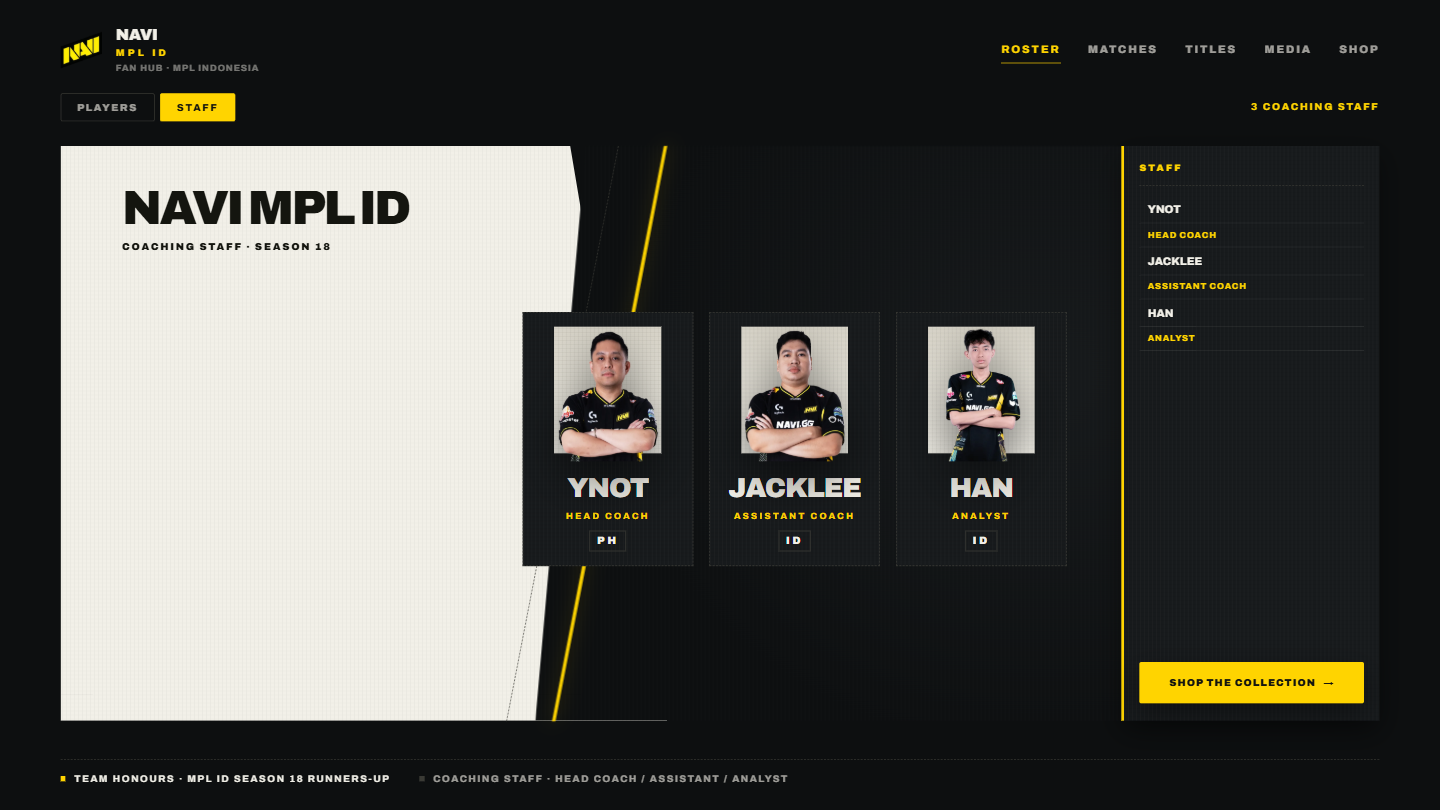 NAVI
NAVI
MPL ID
FAN HUB · MPL INDONESIA
ROSTER
MATCHES
TITLES
MEDIA
SHOP
PLAYERS
STAFF
3 COACHING STAFF
NAVI MPL ID
COACHING STAFF · SEASON 18
NAVI.GG
YNOT
HEAD COACH
PH
JACKLEE
ASSISTANT COACH
ID
HAN
ANALYST
ID
STAFF
YNOT
HEAD COACH
JACKLEE
ASSISTANT COACH
HAN
ANALYST
SHOP THE COLLECTION →
TEAM HONOURS · MPL ID SEASON 18 RUNNERS-UP
COACHING STAFF · HEAD COACH / ASSISTANT / ANALYST